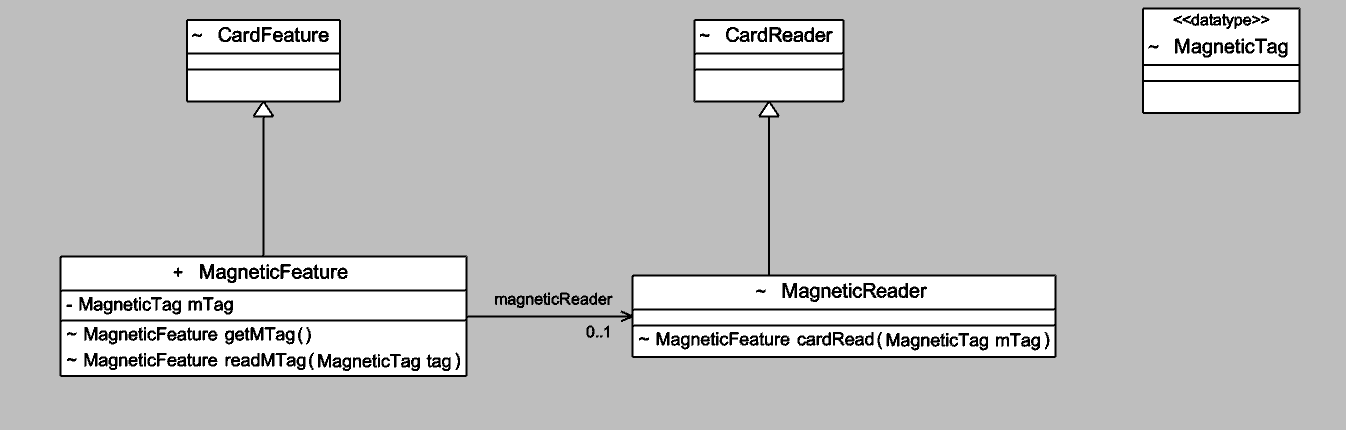 ~ CardFeature
~ CardReader
<<datatype>>
~ MagneticTag
+ MagneticFeature
- MagneticTag mTag
~ MagneticFeature getMTag()
~ MagneticFeature readMTag(MagneticTag tag)
magneticReader
0..1
~ MagneticReader
~ MagneticFeature cardRead(MagneticTag mTag)